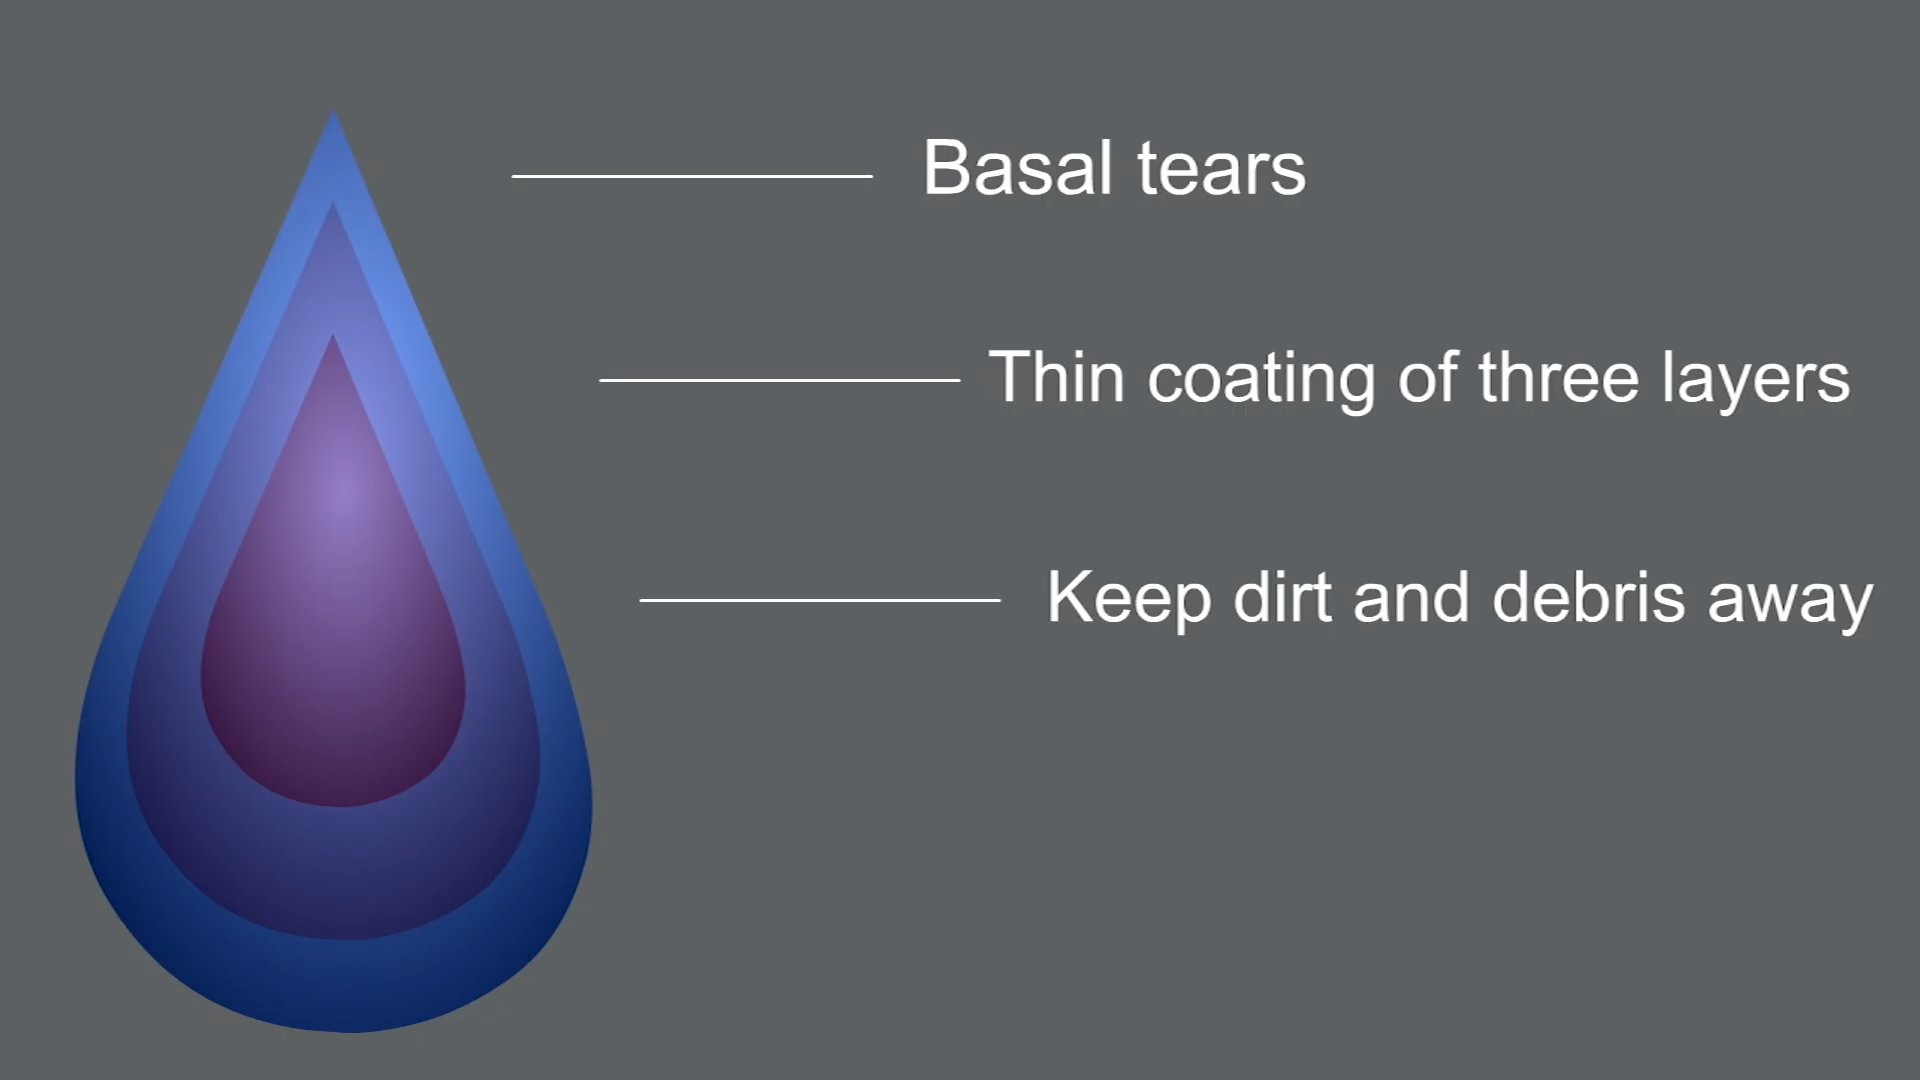 Basal tears
Thin coating of three layers
Keep dirt and debris away